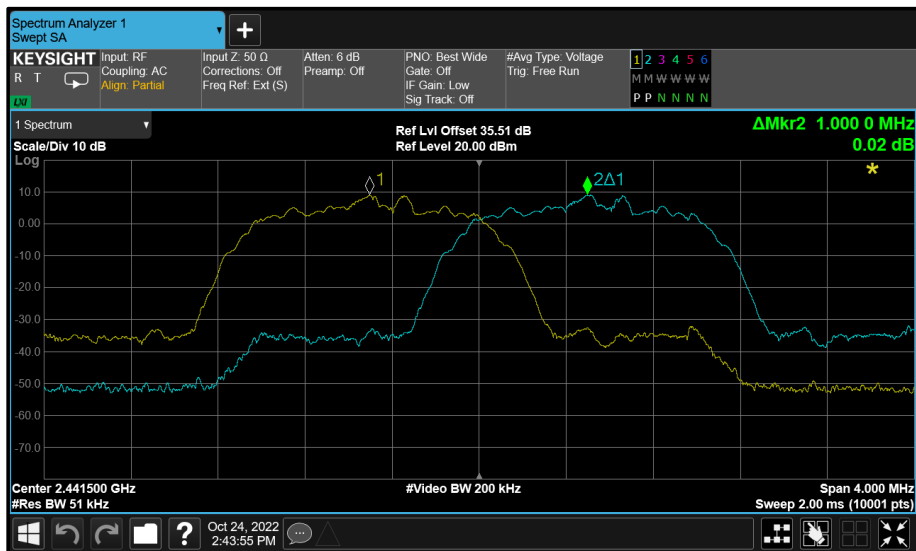 Spectrum Analyzer 1
Swept SA
▼
+
KEYSIGHT
R T
LXI
Input: RF
Coupling: AC
Align: Partial
Input Z: 50 Ω
Corrections: Off
Freq Ref: Ext (S)
Atten: 6 dB
Preamp: Off
PNO: Best Wide
Gate: Off
IF Gain: Low
Sig Track: Off
#Avg Type: Voltage
Trig: Free Run
1 2 3 4 5 6
M M W W W W
P P N N N N
1 Spectrum ▼
Scale/Div 10 dB
Ref Lvl Offset 35.51 dB
Ref Level 20.00 dBm
ΔMkr2 1.000 0 MHz
0.02 dB
Log
10.0
0.00
-10.0
-20.0
-30.0
-40.0
-50.0
-60.0
-70.0
1
2Δ1
*
Center 2.441500 GHz
#Res BW 51 kHz
#Video BW 200 kHz
Span 4.000 MHz
Sweep 2.00 ms (10001 pts)
?
Oct 24, 2022
2:43:55 PM